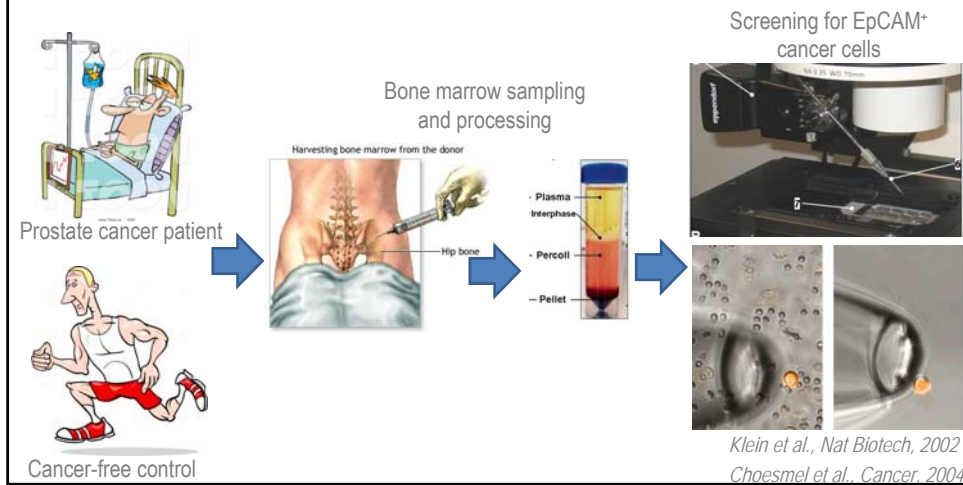 Screening for EpCAM+
cancer cells
Bone marrow sampling
and processing
Harvesting bone marrow from the donor
Hip bone
Plasma
Interphase
Percoll
Pellet
eppendorf
Prostate cancer patient
Cancer-free control
Klein et al., Nat Biotech, 2002
Choesmel et al., Cancer, 2004